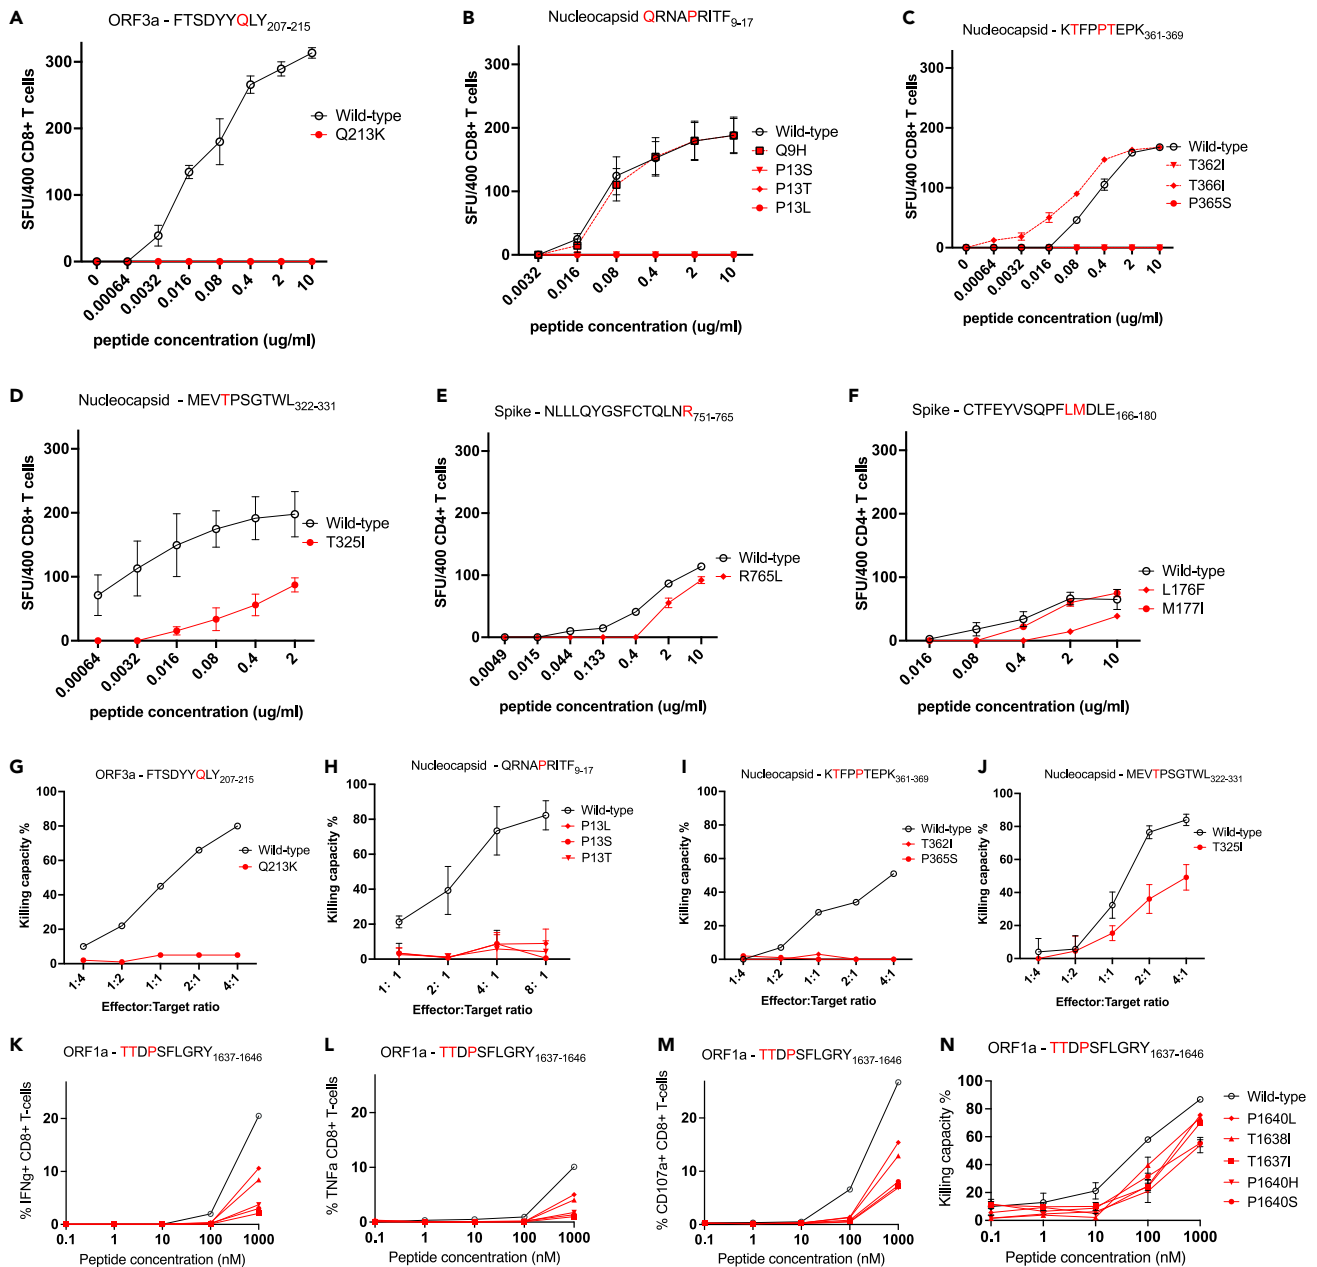 A
ORF3a - FTSDYYQLY207-215
SFU/400 CD8+ T cells
300
200
100
0
0
0.00064
0.0032
0.016
0.08
0.4
2
10
peptide concentration (ug/ml)
Wild-type
Q213K
B
Nucleocapsid QRNAPRITF9-17
SFU/400 CD8+ T cells
300
200
100
0
0.0032
0.016
0.08
0.4
2
10
peptide concentration (ug/ml)
Wild-type
Q9H
P13S
P13T
P13L
C
Nucleocapsid - KTFPPTEPK361-369
SFU/400 CD8+ T cells
300
200
100
0
0
0.00064
0.0032
0.016
0.08
0.4
2
10
peptide concentration (ug/ml)
Wild-type
T362I
T366I
P365S
D
Nucleocapsid - MEVTPSGTWL322-331
SFU/400 CD8+ T cells
300
200
100
0
0.00064
0.0032
0.016
0.08
0.4
2
peptide concentration (ug/ml)
Wild-type
T325I
E
Spike - NLLLQYGSFCTQLNR751-765
SFU/400 CD4+ T cells
300
200
100
0
0.0049
0.015
0.044
0.133
0.4
2
10
peptide concentration (ug/ml)
Wild-type
R765L
F
Spike - CTFEYVSQPFLMDLE166-180
SFU/400 CD4+ T cells
300
200
100
0
0.016
0.08
0.4
2
10
peptide concentration (ug/ml)
Wild-type
L176F
M177I
G
ORF3a - FTSDYYQLY207-215
Killing capacity %
100
80
60
40
20
0
1:4
1:2
1:1
2:1
4:1
Effector:Target ratio
Wild-type
Q213K
H
Nucleocapsid - QRNAPRITF9-17
Killing capacity %
100
80
60
40
20
0
1: 1
2: 1
4: 1
8: 1
Effector:Target ratio
Wild-type
P13L
P13S
P13T
I
Nucleocapsid - KTFPPTEPK361-369
Killing capacity %
100
80
60
40
20
0
1:4
1:2
1:1
2:1
4:1
Effector:Target ratio
Wild-type
T362I
P365S
J
Nucleocapsid - MEVTPSGTWL322-331
Killing capacity %
100
80
60
40
20
0
1:4
1:2
1:1
2:1
4:1
Effector:Target ratio
Wild-type
T325I
K
ORF1a - TTDPSFLGRY1637-1646
% IFNg+ CD8+ T-cells
20
10
0
0.1
1
10
100
1000
Peptide concentration (nM)
L
ORF1a - TTDPSFLGRY1637-1646
% TNFa CD8+ T-cells
20
10
0
0.1
1
10
100
1000
Peptide concentration (nM)
M
ORF1a - TTDPSFLGRY1637-1646
% CD107a+ CD8+ T-cells
20
10
0
0.1
1
10
100
1000
Peptide concentration (nM)
N
ORF1a - TTDPSFLGRY1637-1646
Killing capacity %
100
80
60
40
20
0
0.1
1
10
100
1000
Peptide concentration (nM)
Wild-type
P1640L
T1638I
T1637I
P1640H
P1640S